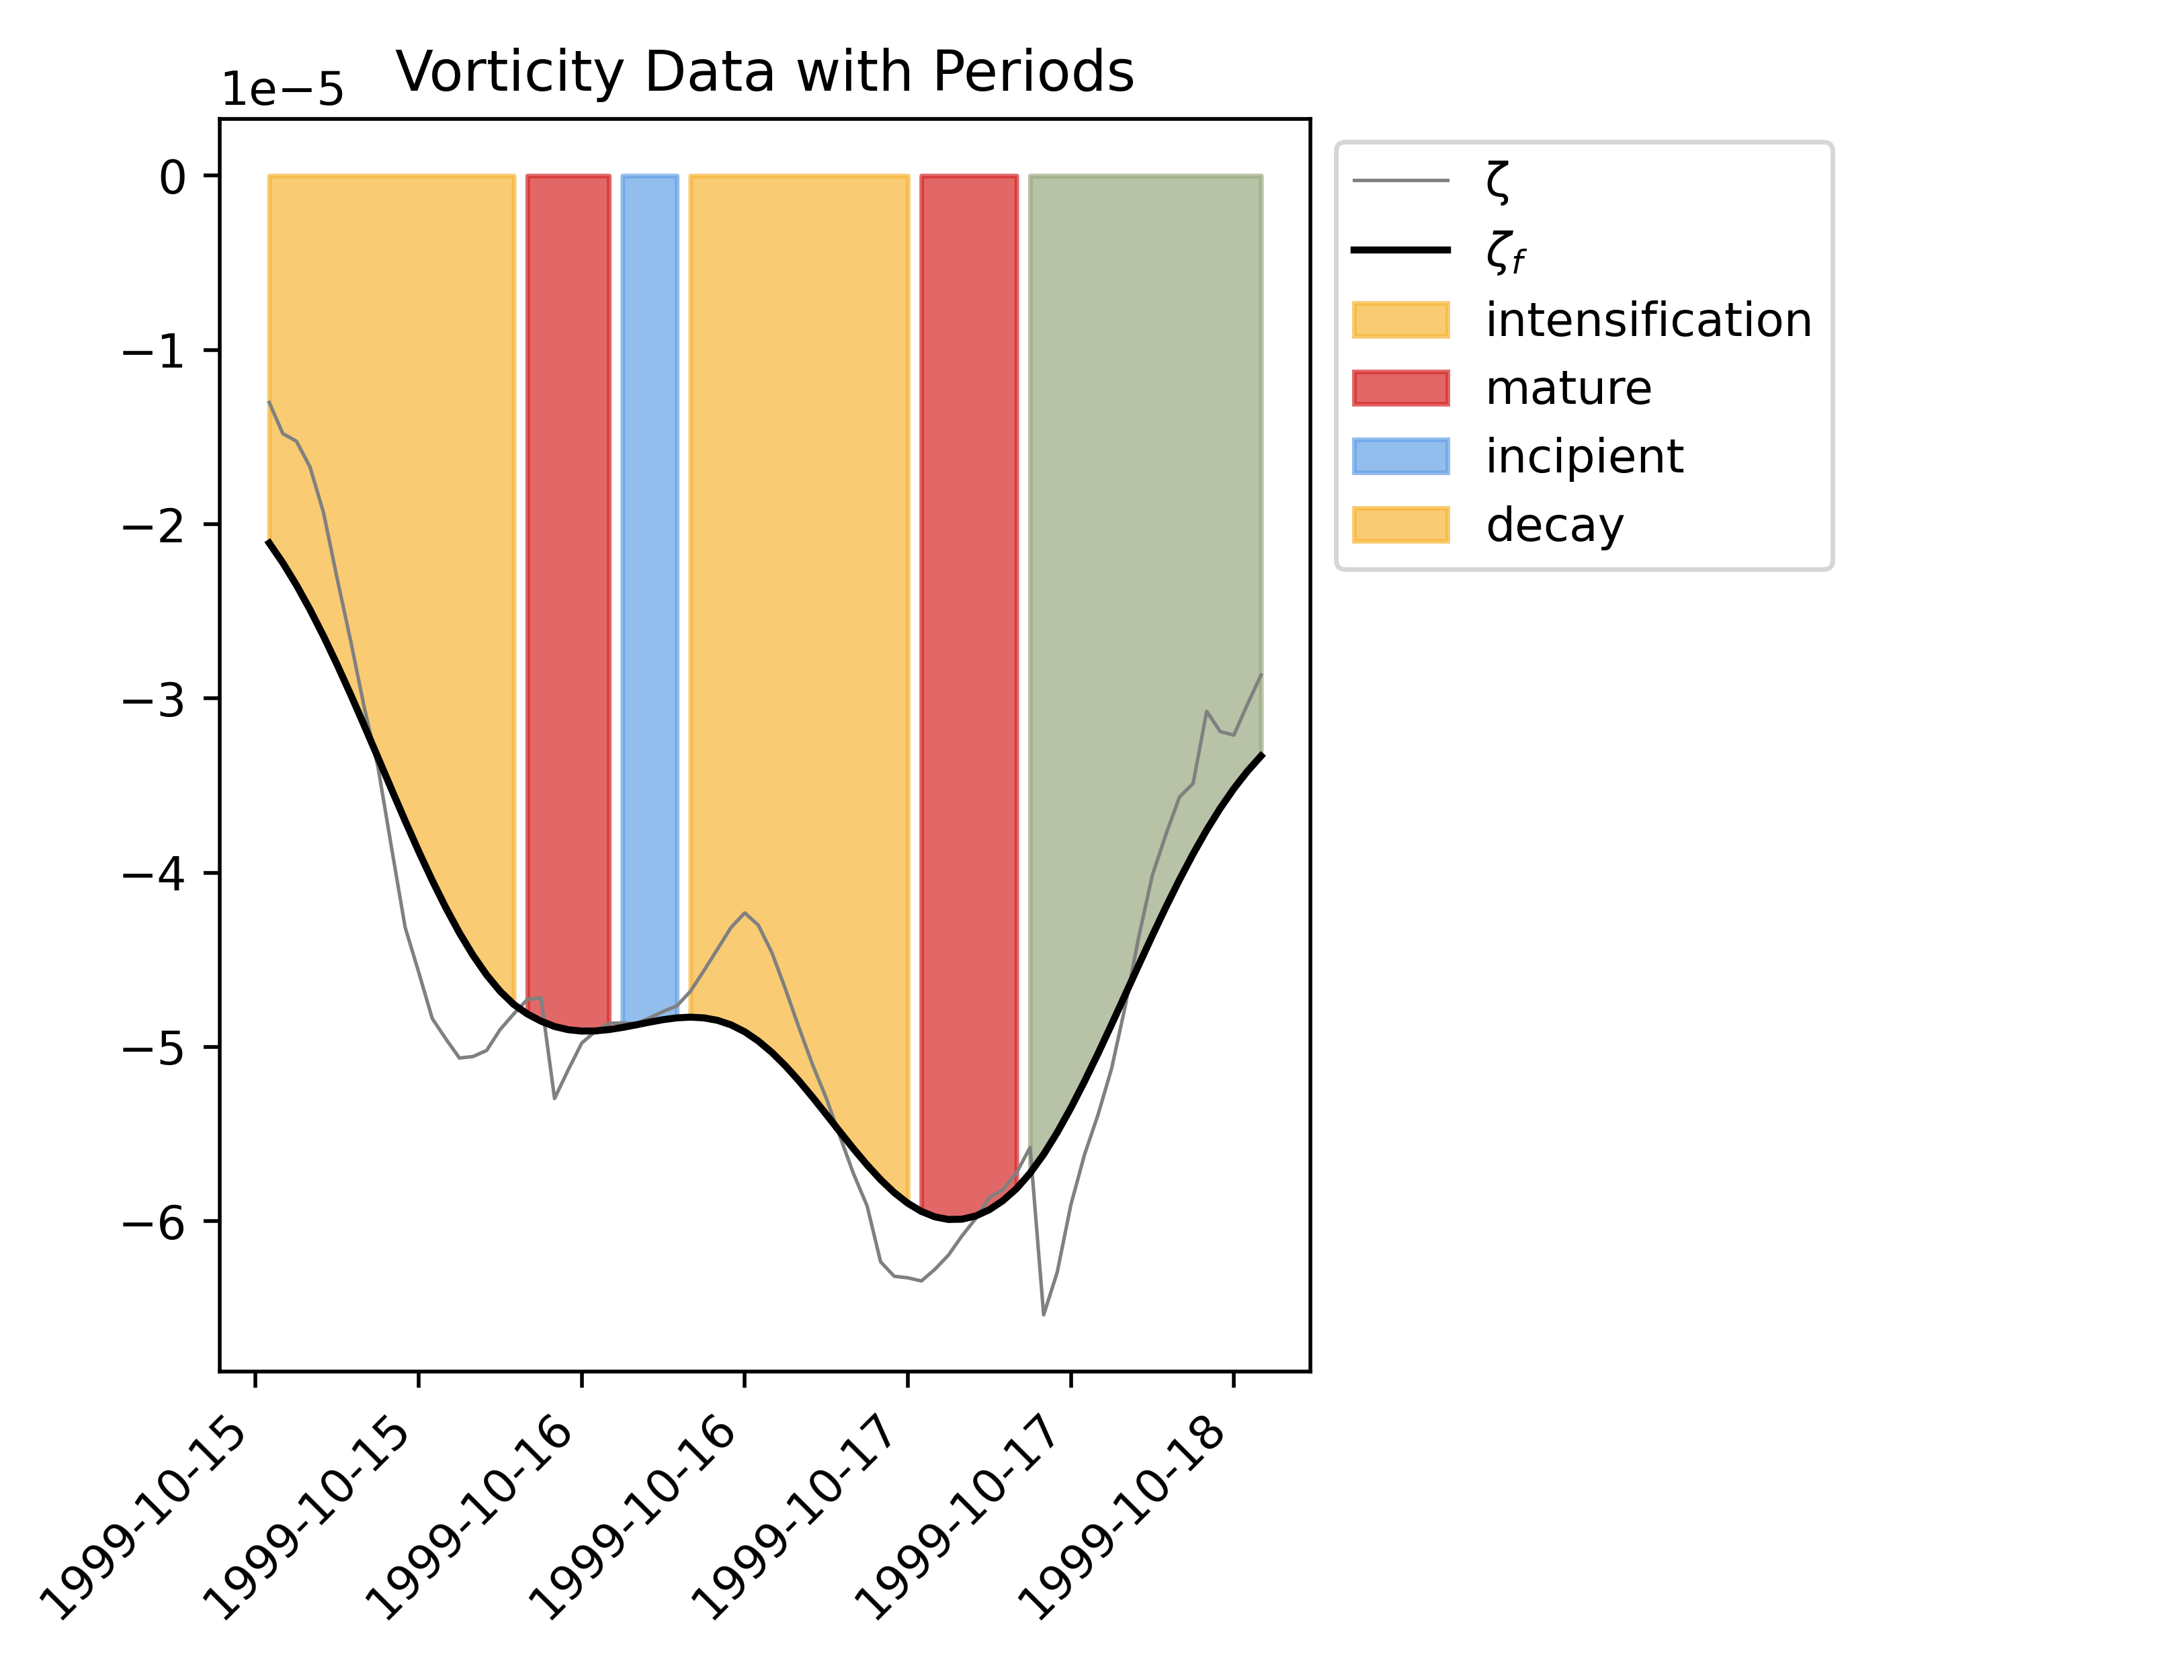 Vorticity Data with Periods
1e−5
0
−1
−2
−3
−4
−5
−6
1999-10-15
1999-10-15
1999-10-16
1999-10-16
1999-10-17
1999-10-17
1999-10-18
ζ
ζf
intensification
mature
incipient
decay